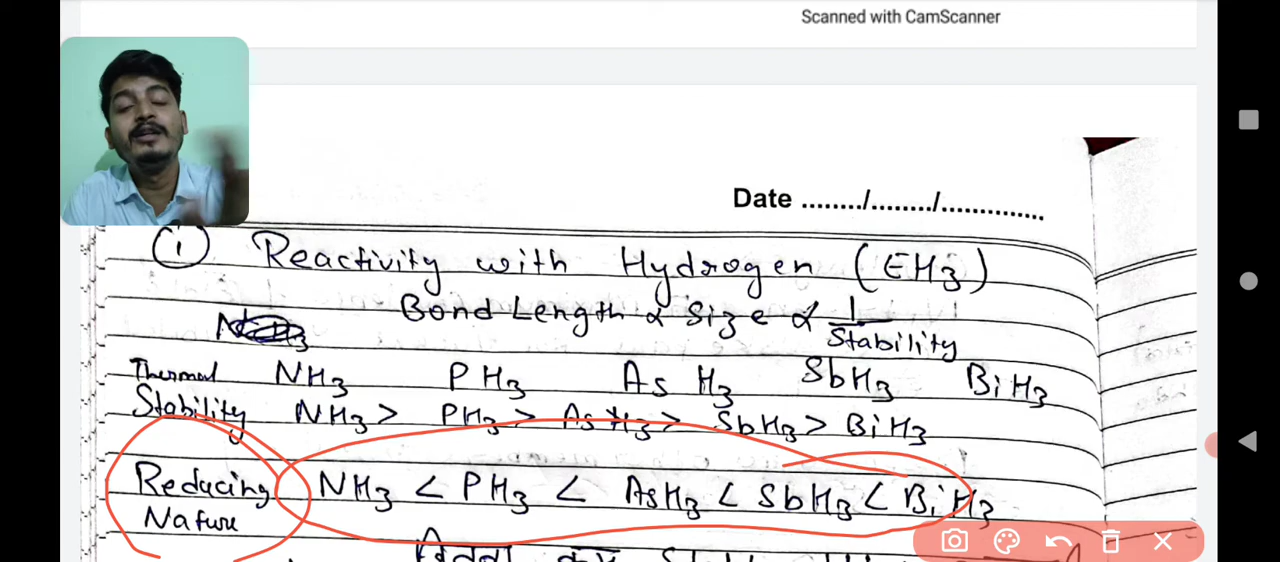 Scanned with CamScanner
Date ......../......../..............
1 Reactivity with Hydrogen (EH3)
Bond Length ∝ Size ∝ 1/Stability
Thermal NH3 PH3 AsH3 SbH3 BiH3
Stability NH3 > PH3 > AsH3 > SbH3 > BiH3
Reducing NH3 < PH3 < AsH3 < SbH3 < BiH3
Nature